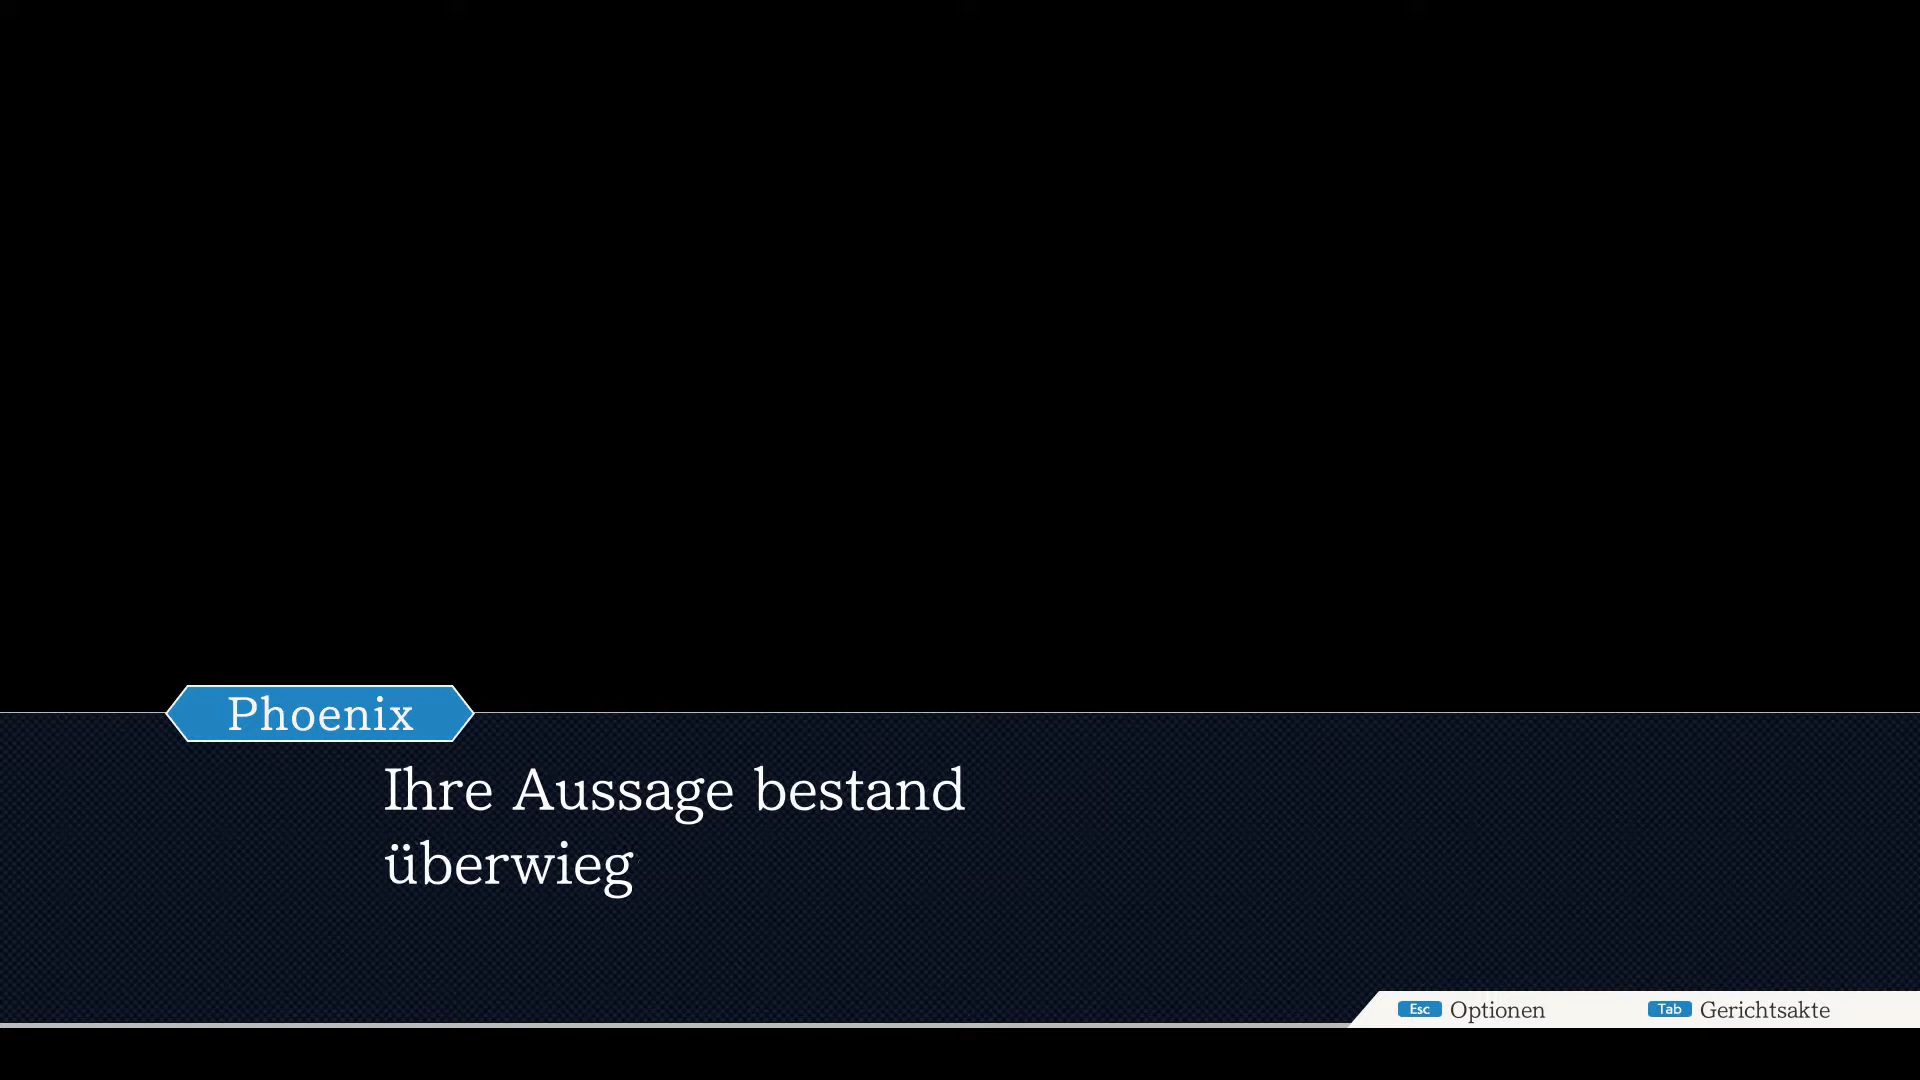 Phoenix
Ihre Aussage bestand
überwieg
Esc Optionen Tab Gerichtsakte